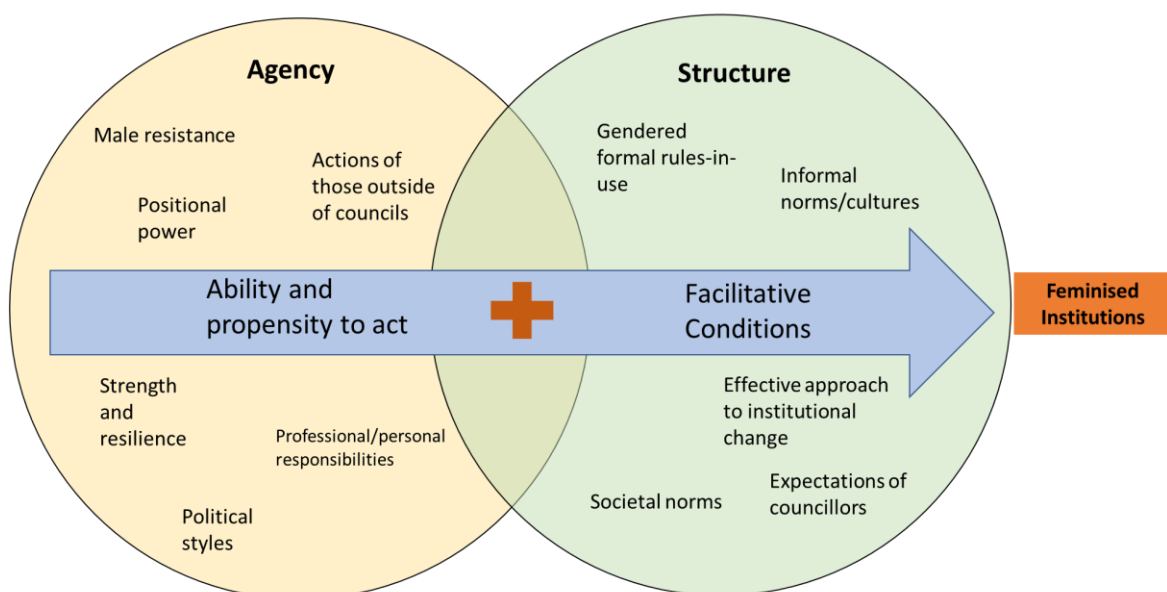 Agency
Structure
Male resistance
Actions of
those outside
of councils
Positional
power
Gendered
formal rules-in-
use
Informal
norms/cultures
Ability and
propensity to act
Facilitative
Conditions
Feminised
Institutions
Strength
and
resilience
Professional/personal
responsibilities
Political
styles
Effective approach
to institutional
change
Societal norms
Expectations of
councillors